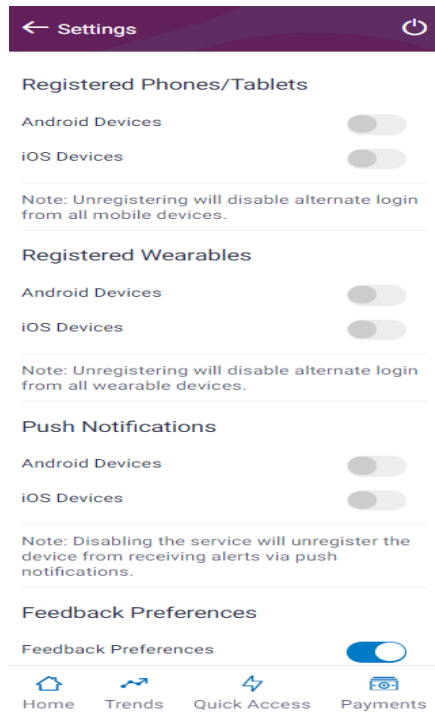 Settings
Registered Phones/Tablets
Android Devices
iOS Devices
Note: Unregistering will disable alternate login
from all mobile devices.
Registered Wearables
Android Devices
iOS Devices
Note: Unregistering will disable alternate login
from all wearable devices.
Push Notifications
Android Devices
iOS Devices
Note: Disabling the service will unregister the
device from receiving alerts via push
notifications.
Feedback Preferences
Feedback Preferences
Home Trends Quick Access Payments